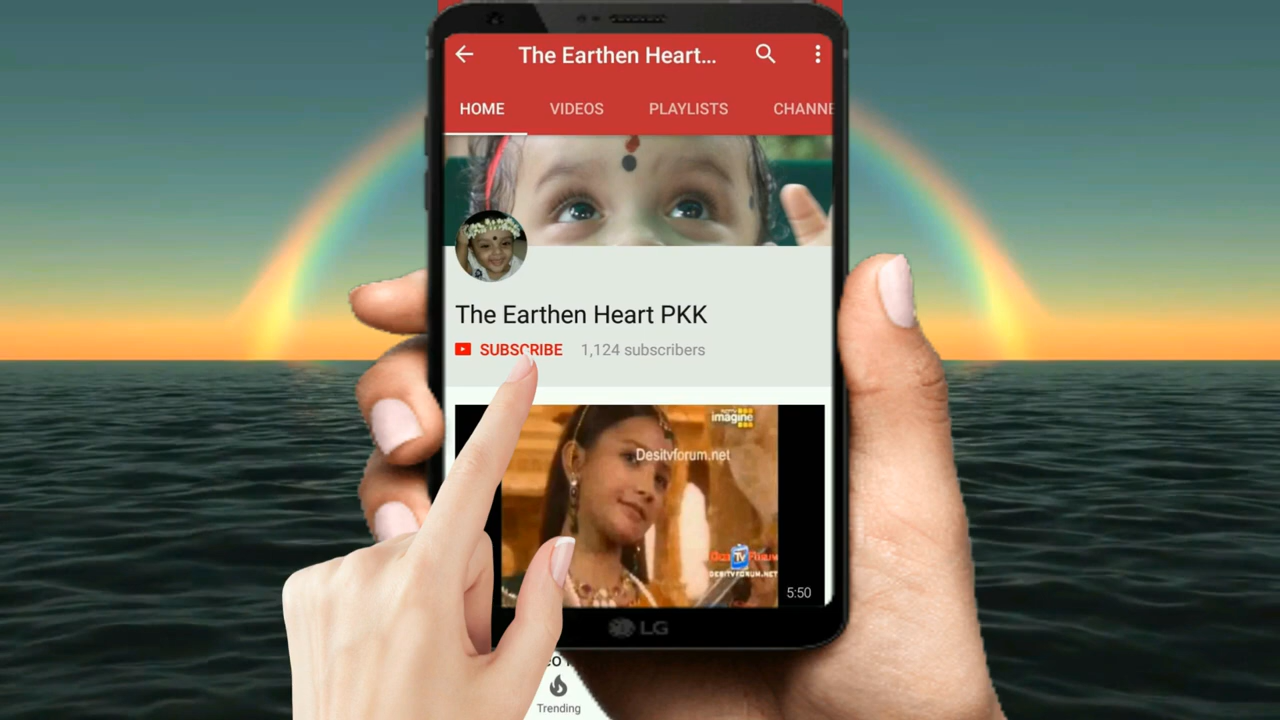 The Earthen Heart...
HOME VIDEOS PLAYLISTS CHANNE
The Earthen Heart PKK
SUBSCRIBE 1,124 subscribers
imagine
Desitvforum.net
TV
DESITVFORUM.NET
5:50
LG
Trending